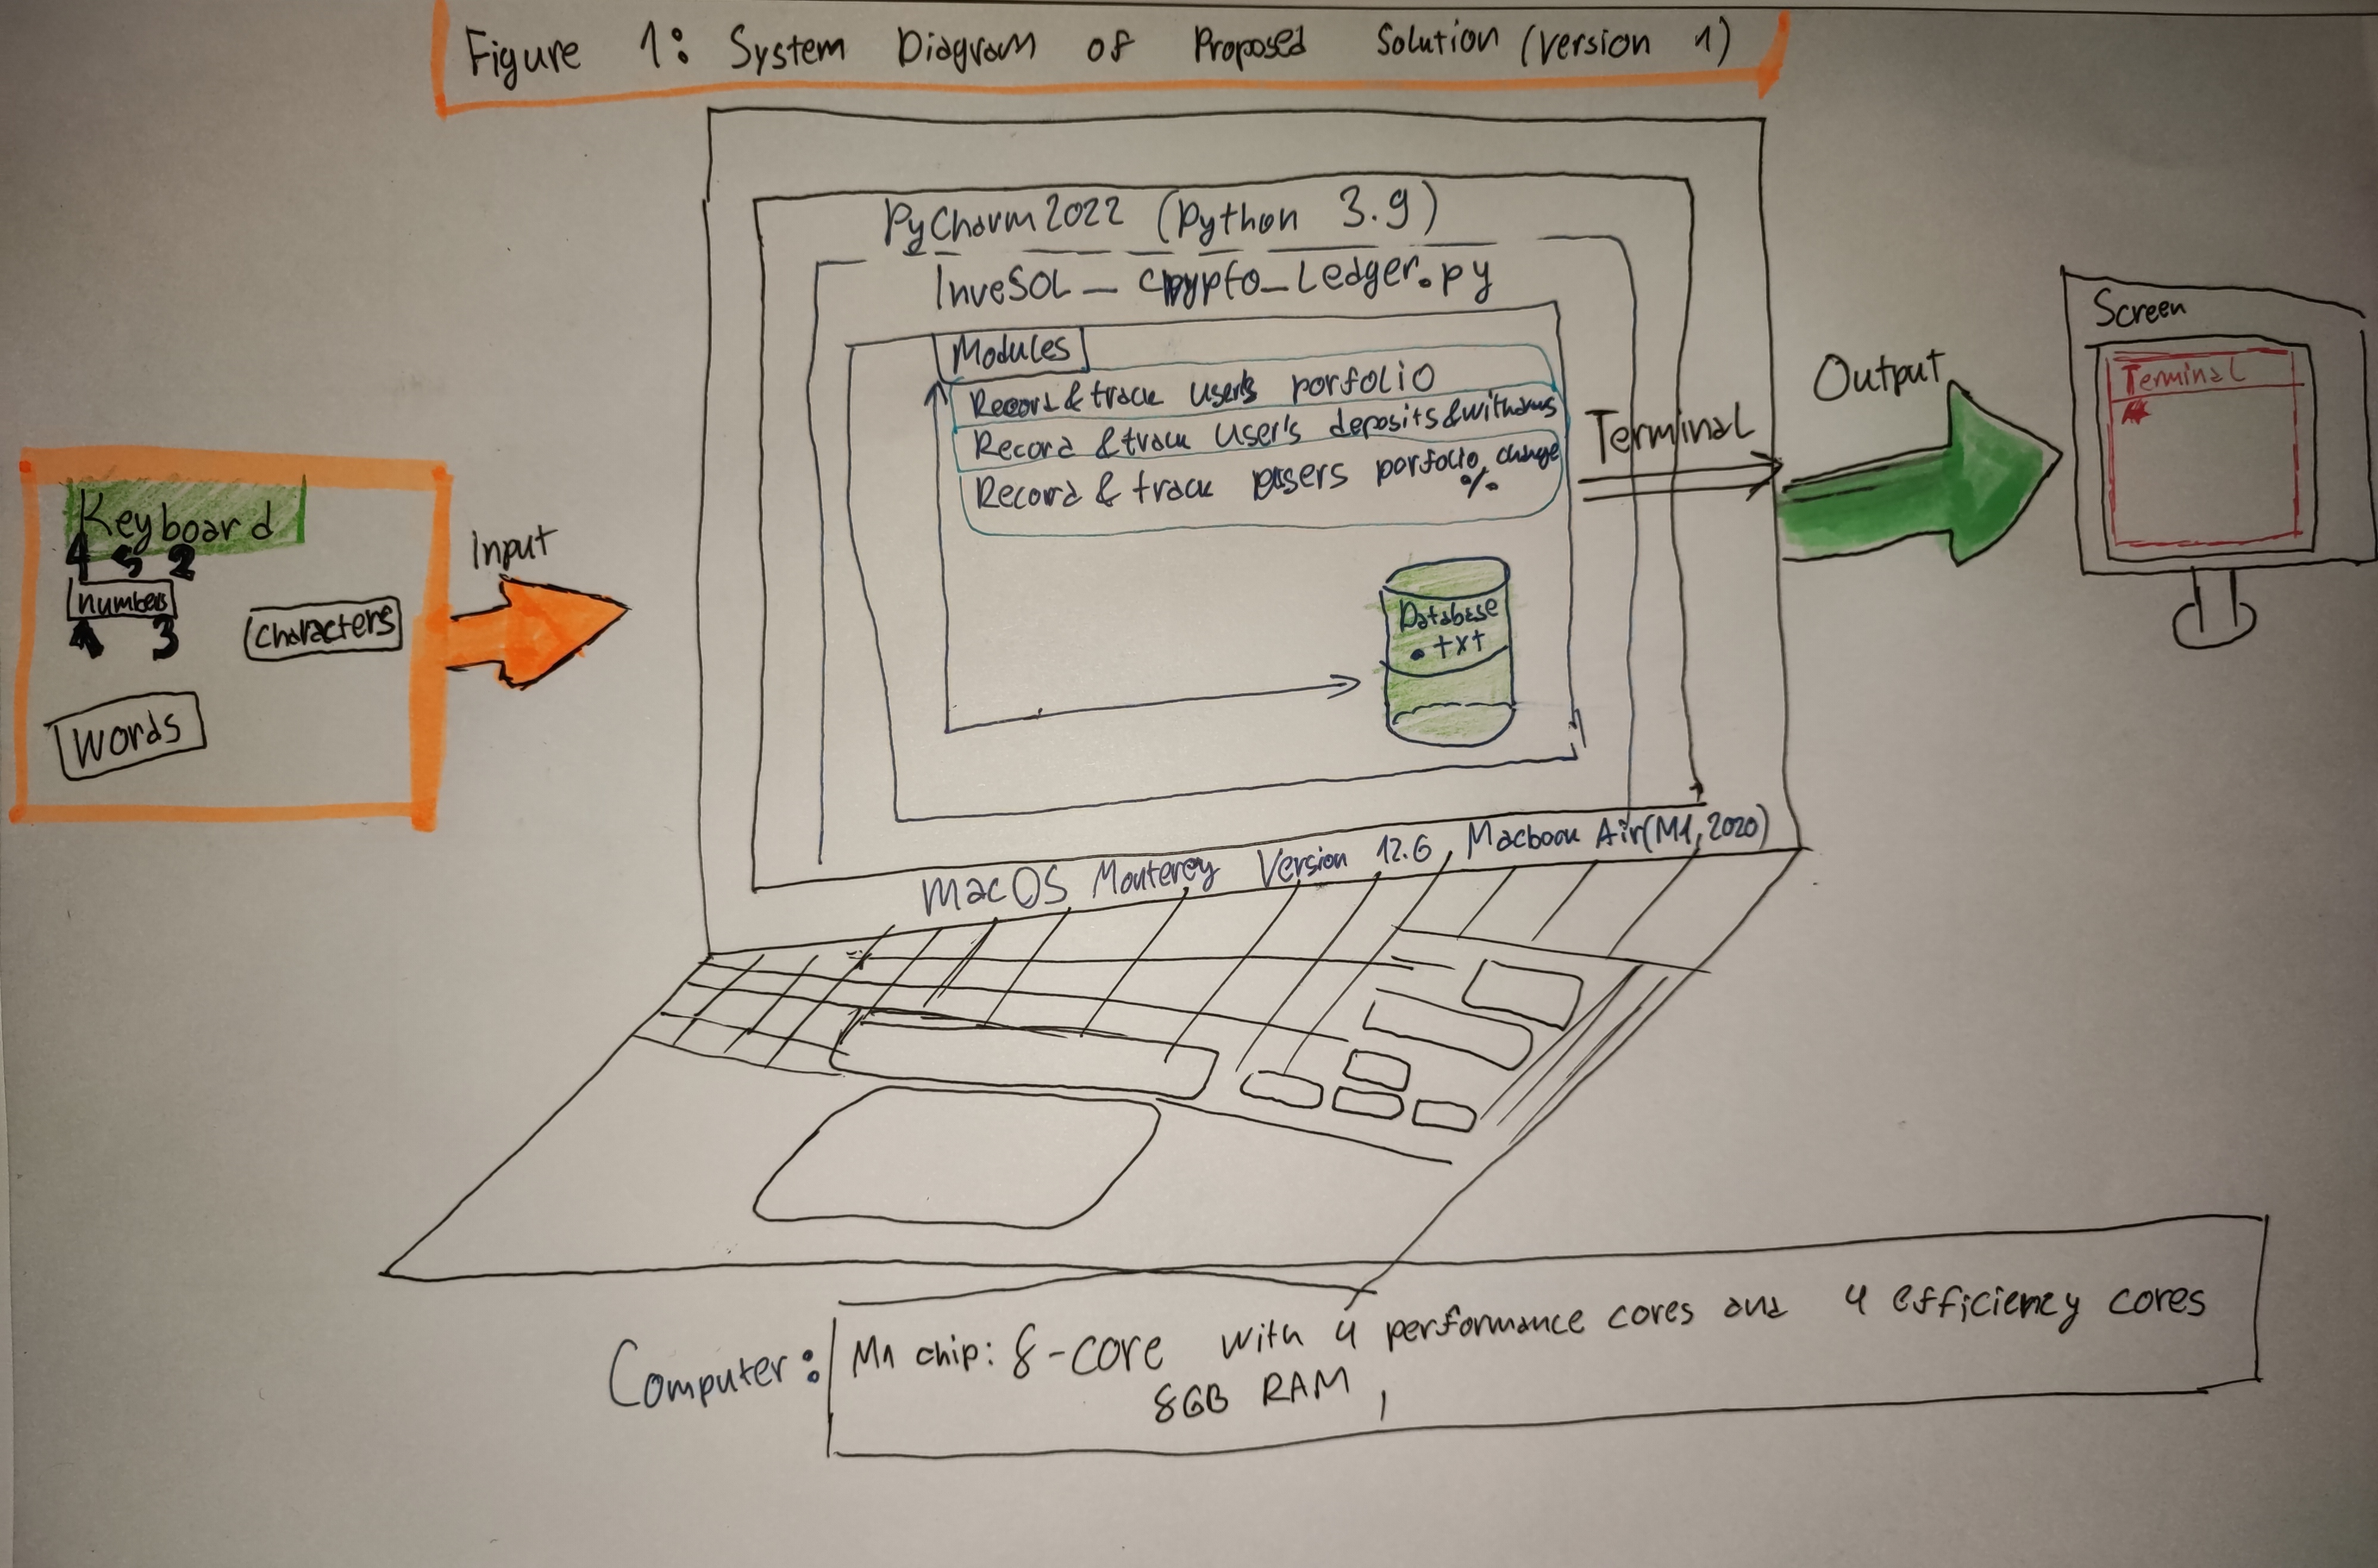 Figure 1: System Diagram of Proposed Solution (version 1)
PyCharm2022 (Python 3.9)
InveSOL_Crypto_Ledger.py
Modules
Record & track user's porfolio
Record & track user's deposits & withdraws
Record & track users porfolio % change
Database
.txt
Terminal
Output
Screen
Terminal
Keyboard
4 5 2
numbers
1 3
characters
Words
Input
MacOS Monterey Version 12.6, Macbook Air(M1, 2020)
Computer:
M1 chip: 8-core with 4 performance cores and 4 efficiency cores
8GB RAM,